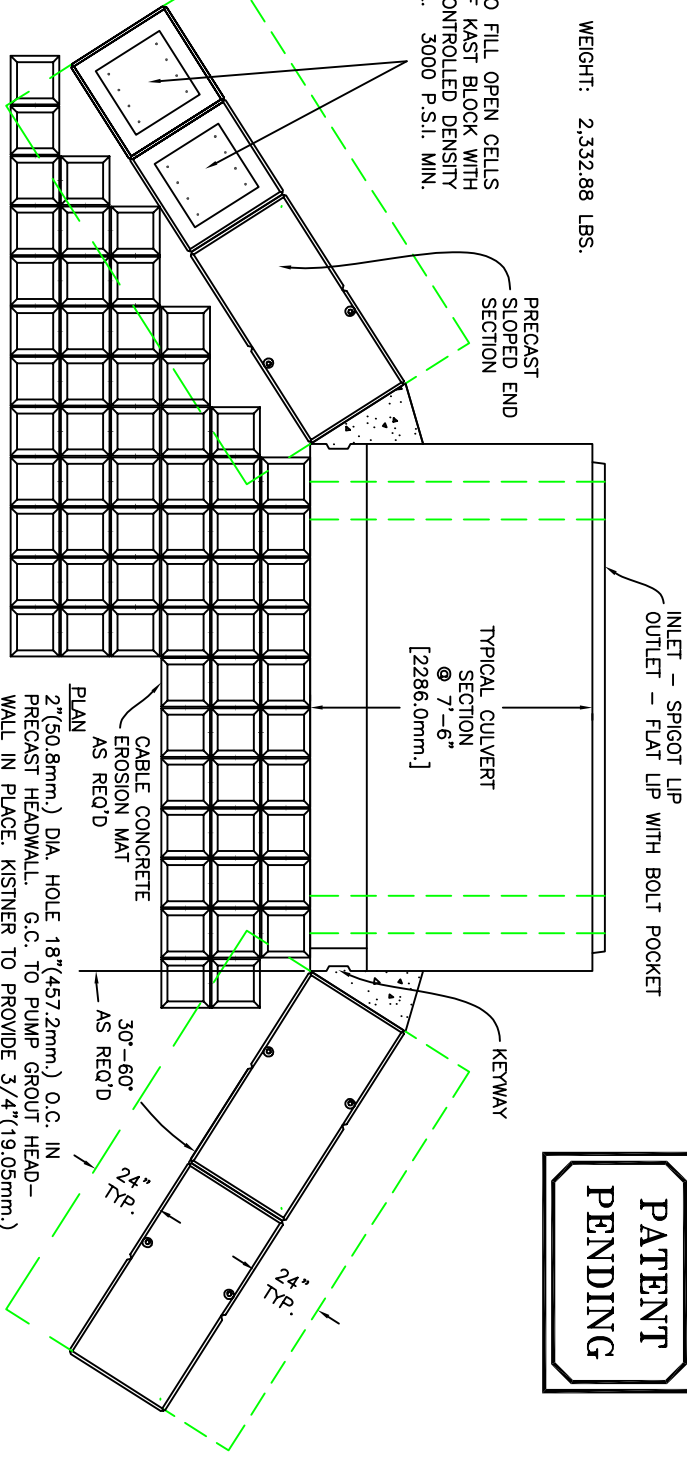 WEIGHT: 2,332.88 LBS.
FILL OPEN CELLS
KAST BLOCK WITH
CONTROLLED DENSITY
3000 P.S.I. MIN.
PRECAST
SLOPED END
SECTION
INLET - SPIGOT LIP
OUTLET - FLAT LIP WITH BOLT POCKET
TYPICAL CULVERT
SECTION
@ 7'-6"
[2286.0mm.]
KEYWAY
PATENT
PENDING
CABLE CONCRETE
EROSION MAT
AS REQ'D
30°-60°
AS REQ'D
24"
TYP.
24"
TYP.
PLAN
2"(50.8mm.) DIA. HOLE 18"(457.2mm.) O.C. IN
PRECAST HEADWALL. G.C. TO PUMP GROUT HEAD-
WALL IN PLACE. KISTNER TO PROVIDE 3/4"(19.05mm.)